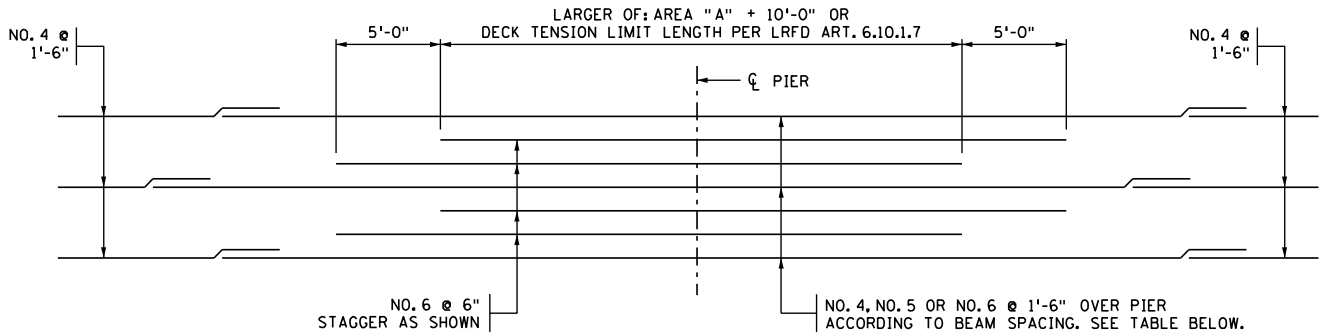 LARGER OF: AREA "A" + 10'-0" OR
DECK TENSION LIMIT LENGTH PER LRFD ART. 6.10.1.7
NO. 4 @
1'-6"
5'-0"
5'-0"
NO. 4 @
1'-6"
℄ PIER
NO. 6 @ 6"
STAGGER AS SHOWN
NO. 4, NO. 5 OR NO. 6 @ 1'-6" OVER PIER
ACCORDING TO BEAM SPACING. SEE TABLE BELOW.